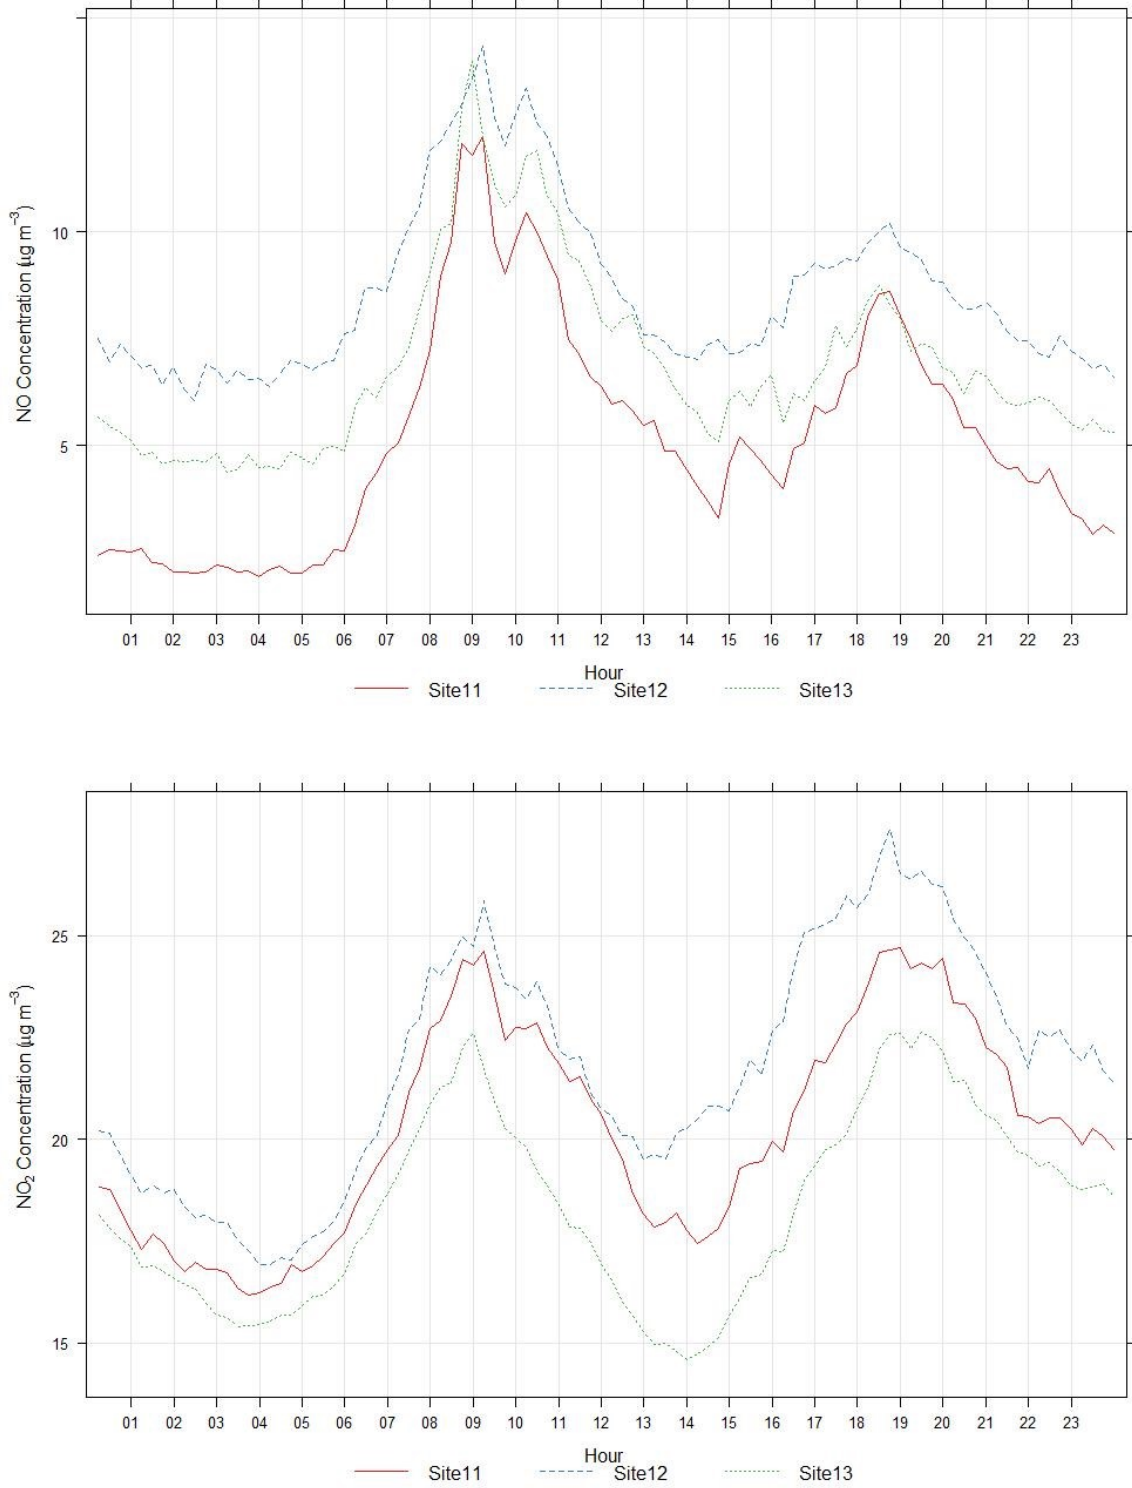 NO Concentration (µg m⁻³)
10
5
01 02 03 04 05 06 07 08 09 10 11 12 13 14 15 16 17 18 19 20 21 22 23
Hour
Site11 Site12 Site13
NO₂ Concentration (µg m⁻³)
25
20
15
01 02 03 04 05 06 07 08 09 10 11 12 13 14 15 16 17 18 19 20 21 22 23
Hour
Site11 Site12 Site13